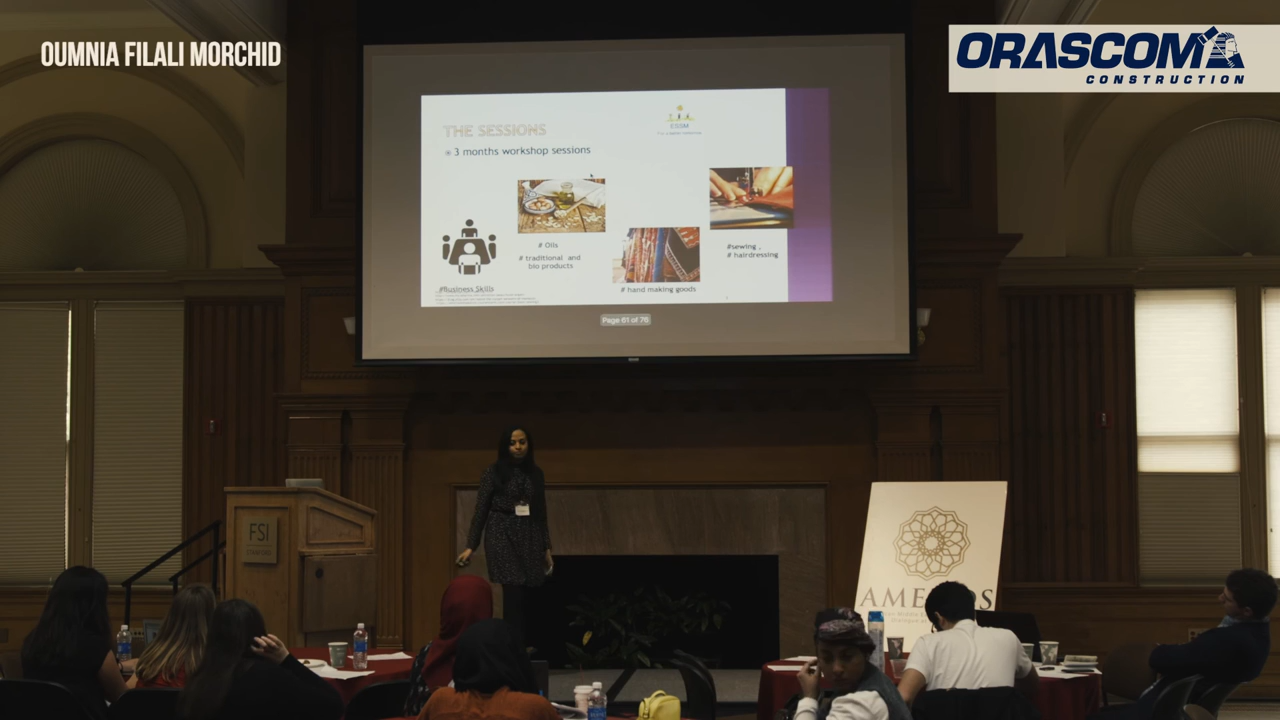 OUMNIA FILALI MORCHID
ORASCOM
CONSTRUCTION
THE SESSIONS
3 months workshop sessions
# Oils
# traditional and
bio products
#Business Skills
# hand making goods
#sewing ,
# hairdressing
Page 61 of 76
FSI